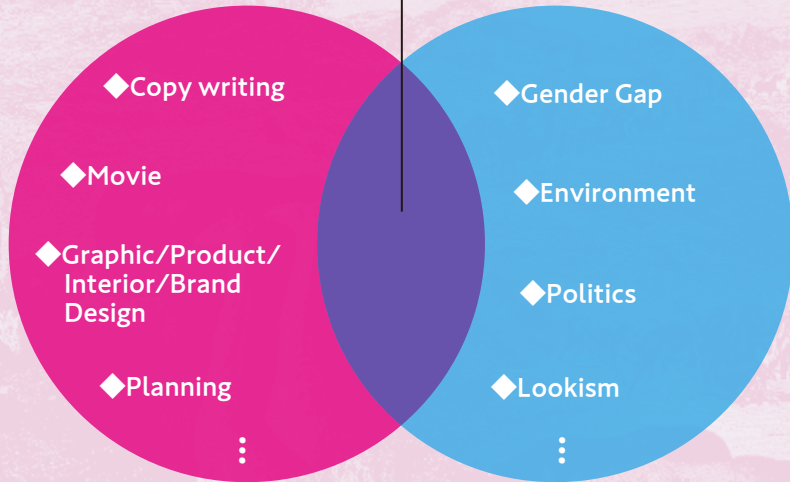 ◆Copy writing
◆Movie
◆Graphic/Product/
Interior/Brand
Design
◆Planning
⋮
◆Gender Gap
◆Environment
◆Politics
◆Lookism
⋮